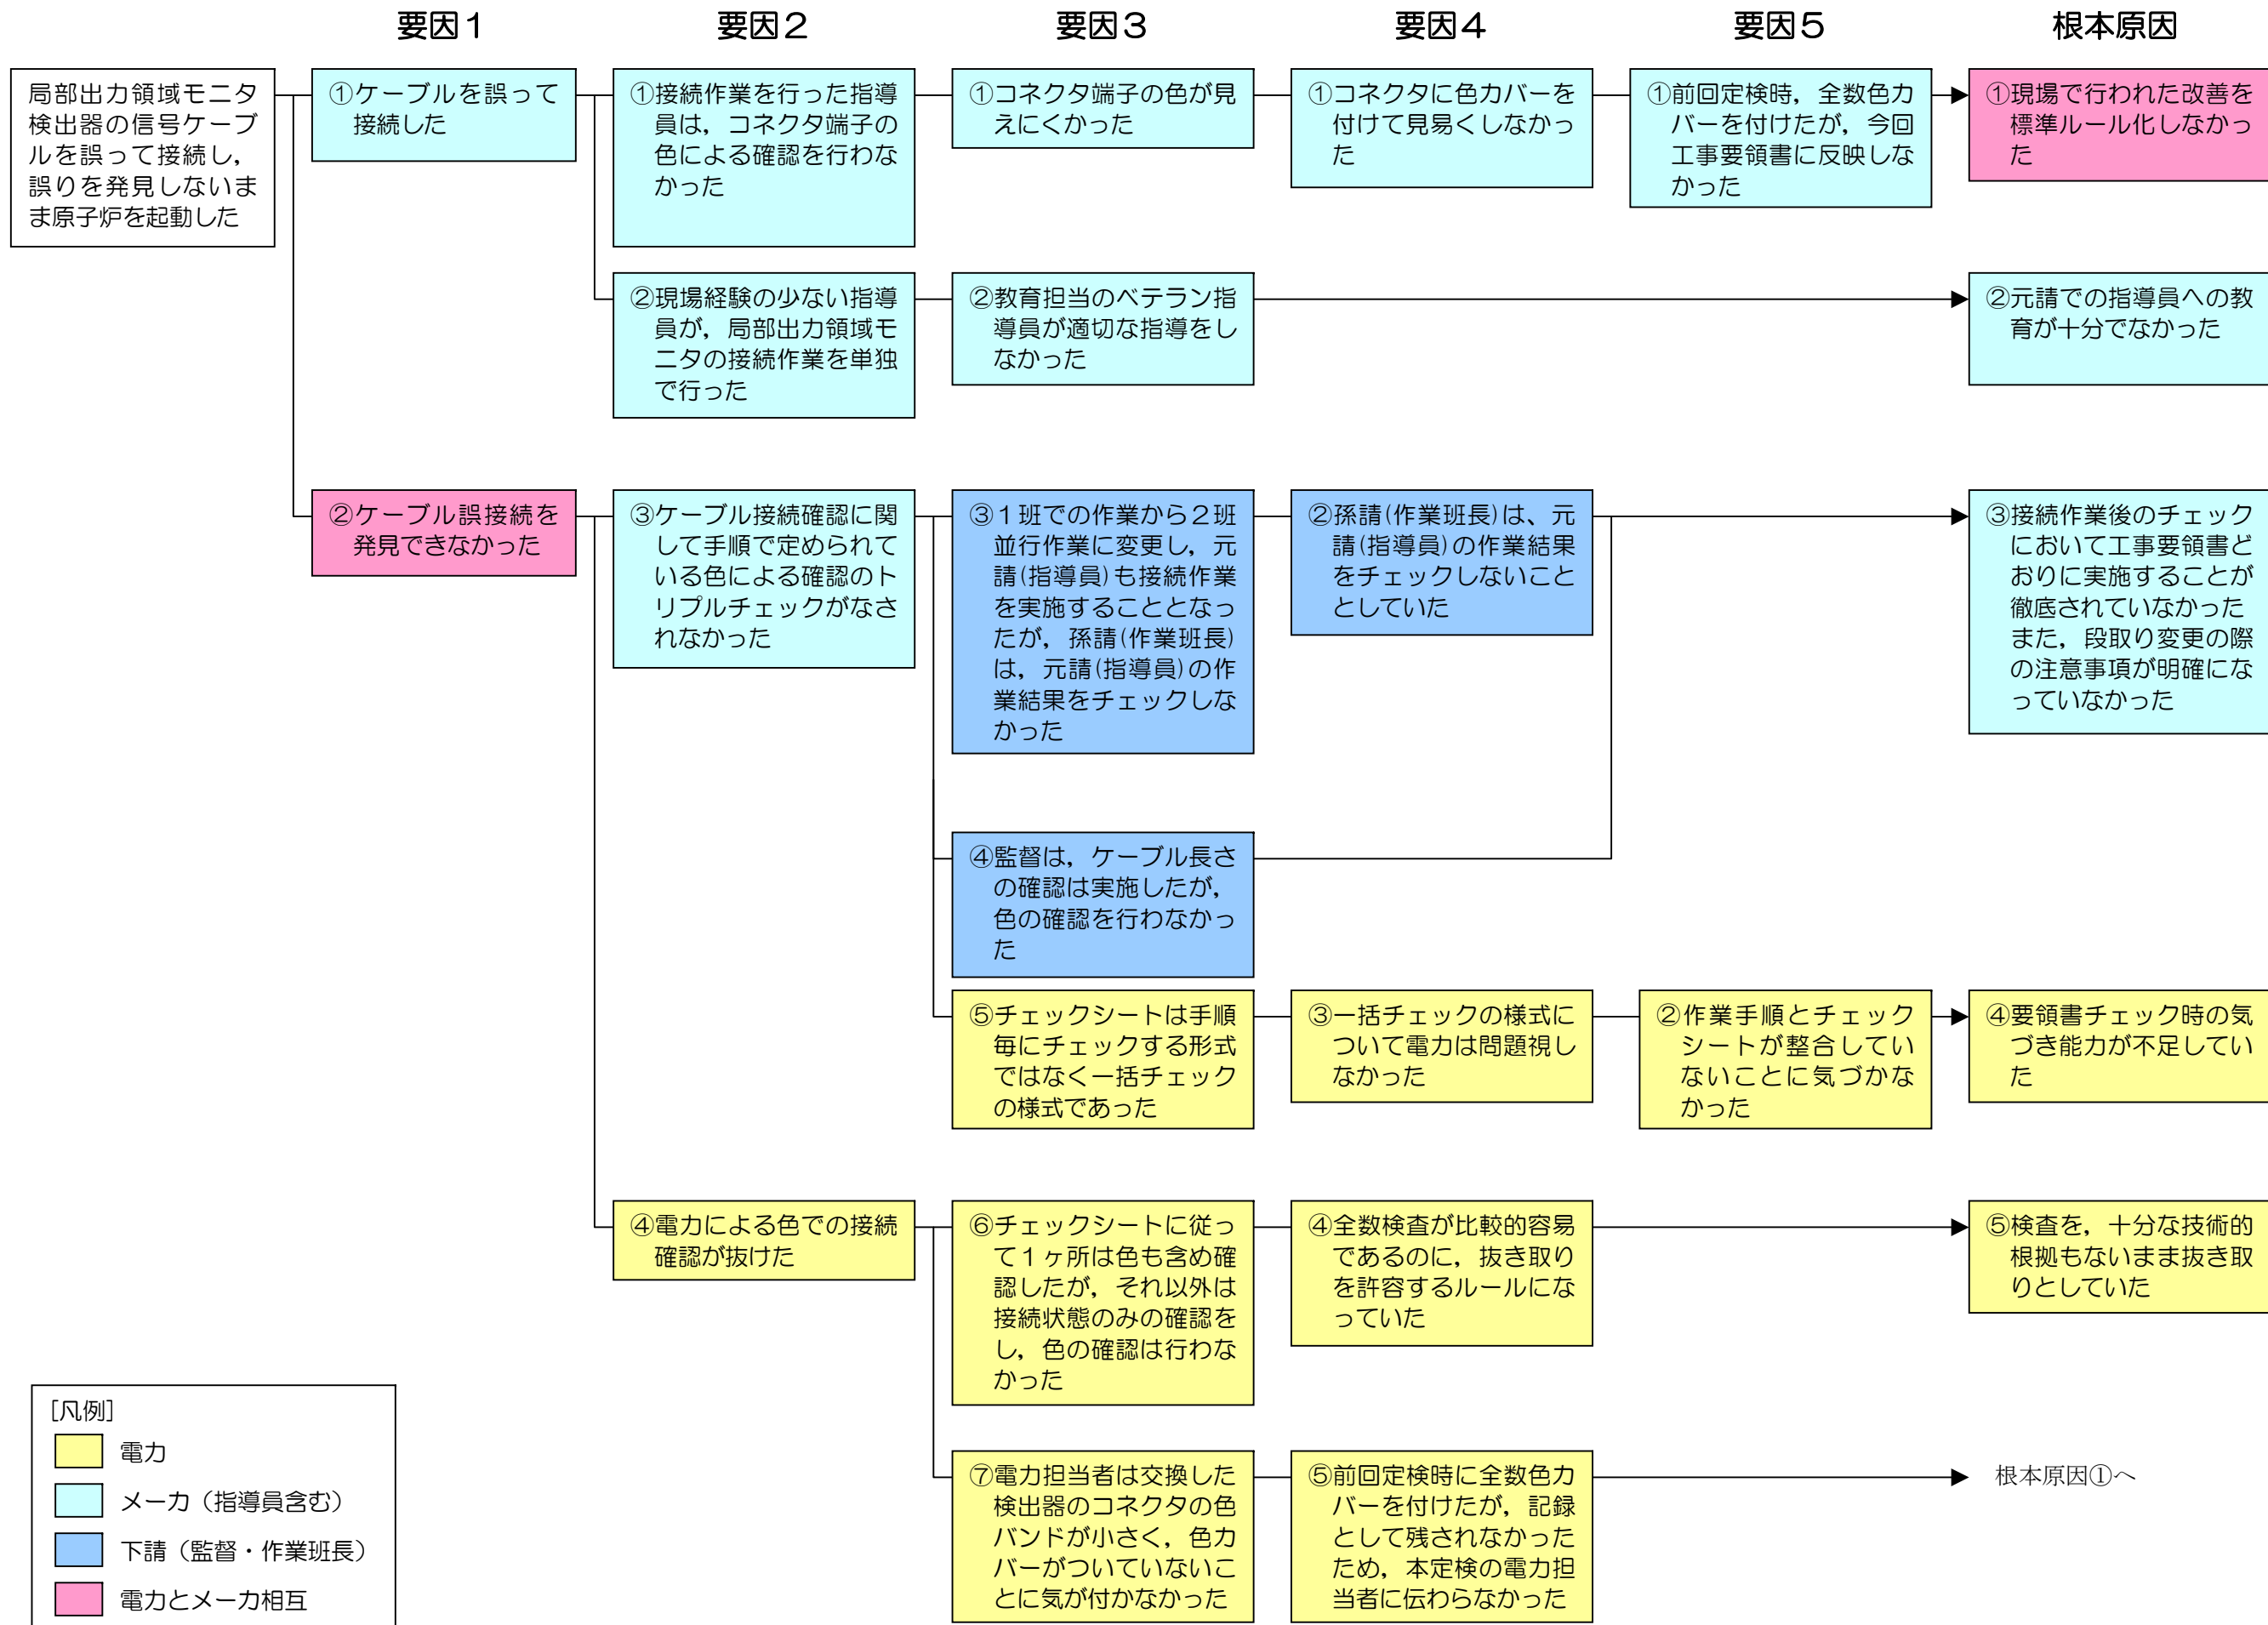 要因１
要因２
要因３
要因４
要因５
根本原因
局部出力領域モニタ
検出器の信号ケーブ
ルを誤って接続し，
誤りを発見しないま
ま原子炉を起動した
①ケーブルを誤って
接続した
①接続作業を行った指導
員は，コネクタ端子の
色による確認を行わな
かった
①コネクタ端子の色が見
えにくかった
①コネクタに色カバーを
付けて見易くしなかっ
た
①前回定検時，全数色カ
バーを付けたが，今回
工事要領書に反映しな
かった
①現場で行われた改善を
標準ルール化しなかっ
た
②現場経験の少ない指導
員が，局部出力領域モ
ニタの接続作業を単独
で行った
②教育担当のベテラン指
導員が適切な指導をし
なかった
②元請での指導員への教
育が十分でなかった
②ケーブル誤接続を
発見できなかった
③ケーブル接続確認に関
して手順で定められて
いる色による確認のト
リプルチェックがなさ
れなかった
③１班での作業から２班
並行作業に変更し，元
請(指導員)も接続作業
を実施することとなっ
たが，孫請(作業班長)
は，元請(指導員)の作
業結果をチェックしな
かった
②孫請(作業班長)は、元
請(指導員)の作業結果
をチェックしないこと
としていた
③接続作業後のチェック
において工事要領書ど
おりに実施することが
徹底されていなかった
また，段取り変更の際
の注意事項が明確にな
っていなかった
④監督は，ケーブル長さ
の確認は実施したが，
色の確認を行わなかっ
た
⑤チェックシートは手順
毎にチェックする形式
ではなく一括チェック
の様式であった
③一括チェックの様式に
ついて電力は問題視し
なかった
②作業手順とチェック
シートが整合してい
ないことに気づかな
かった
④要領書チェック時の気
づき能力が不足してい
た
④電力による色での接続
確認が抜けた
⑥チェックシートに従っ
て１ヶ所は色も含め確
認したが，それ以外は
接続状態のみの確認を
し，色の確認は行わな
かった
④全数検査が比較的容易
であるのに，抜き取り
を許容するルールにな
っていた
⑤検査を，十分な技術的
根拠もないまま抜き取
りとしていた
⑦電力担当者は交換した
検出器のコネクタの色
バンドが小さく，色カ
バーがついていないこ
とに気が付かなかった
⑤前回定検時に全数色カ
バーを付けたが，記録
として残されなかった
ため，本定検の電力担
当者に伝わらなかった
根本原因①へ
[凡例]
電力
メーカ（指導員含む）
下請（監督・作業班長）
電力とメーカ相互